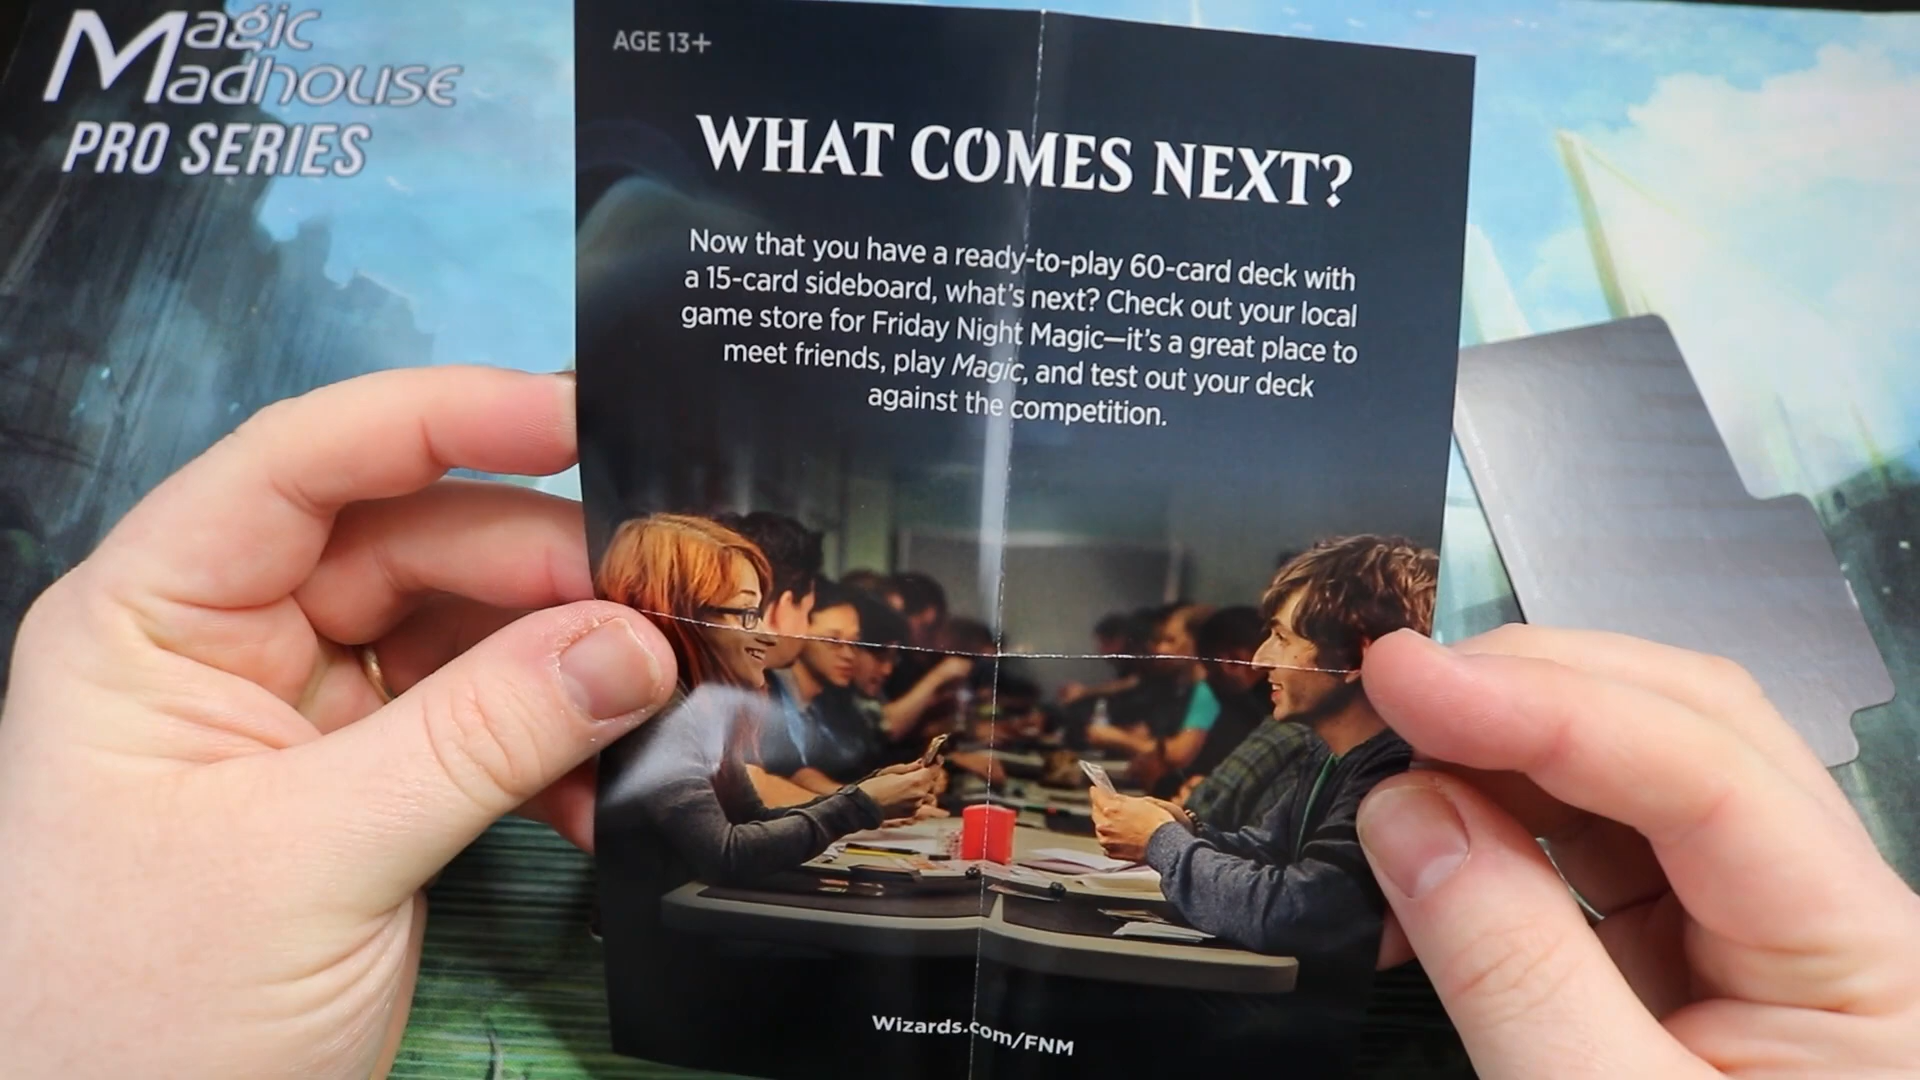 Magic
Madhouse
PRO SERIES
AGE 13+
WHAT COMES NEXT?
Now that you have a ready-to-play 60-card deck with
a 15-card sideboard, what's next? Check out your local
game store for Friday Night Magic—it's a great place to
meet friends, play Magic, and test out your deck
against the competition.
Wizards.com/FNM